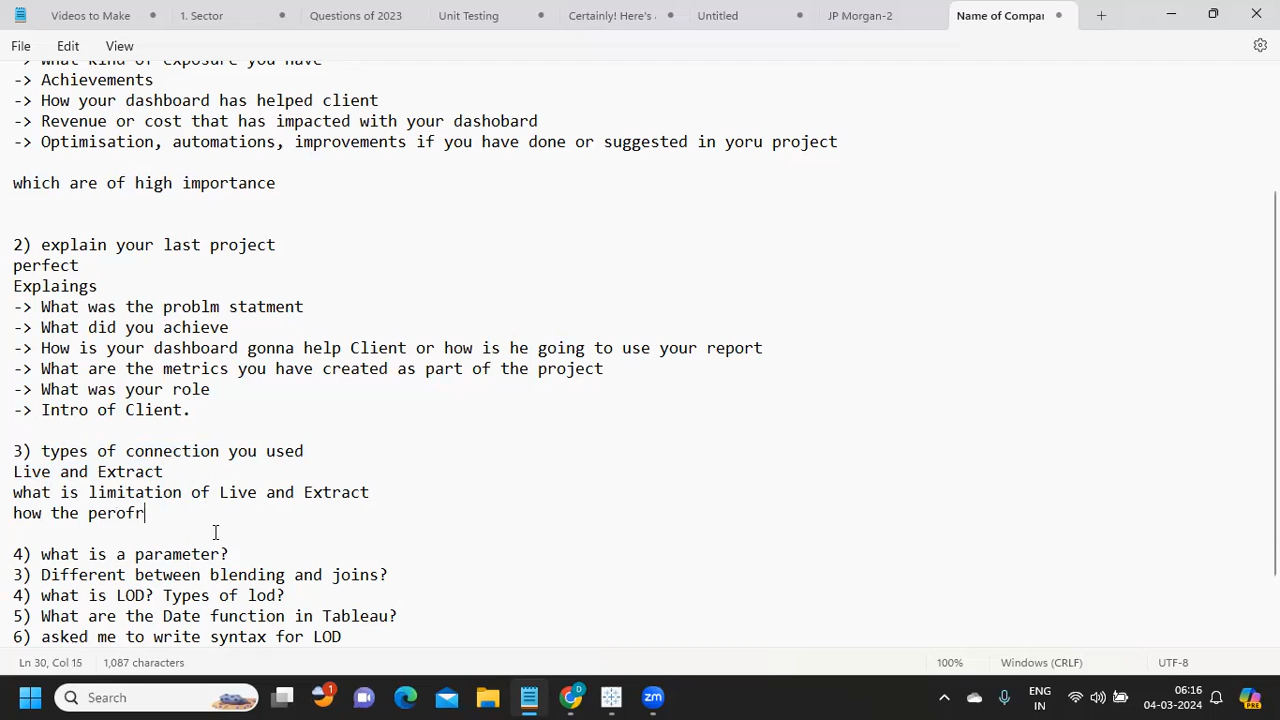 Videos to Make
1. Sector
Questions of 2023
Unit Testing
Certainly! Here's
Untitled
JP Morgan-2
Name of Compar
File
Edit
View
-> What kind of exposure you have
-> Achievements
-> How your dashboard has helped client
-> Revenue or cost that has impacted with your dashobard
-> Optimisation, automations, improvements if you have done or suggested in yoru project
which are of high importance
2) explain your last project
perfect
Explaings
-> What was the problm statment
-> What did you achieve
-> How is your dashboard gonna help Client or how is he going to use your report
-> What are the metrics you have created as part of the project
-> What was your role
-> Intro of Client.
3) types of connection you used
Live and Extract
what is limitation of Live and Extract
how the perofr
4) what is a parameter?
3) Different between blending and joins?
4) what is LOD? Types of lod?
5) What are the Date function in Tableau?
6) asked me to write syntax for LOD
Ln 30, Col 15
1,087 characters
100%
Windows (CRLF)
UTF-8
Search
1
D
zm
ENG
IN
06:16
04-03-2024
PRE